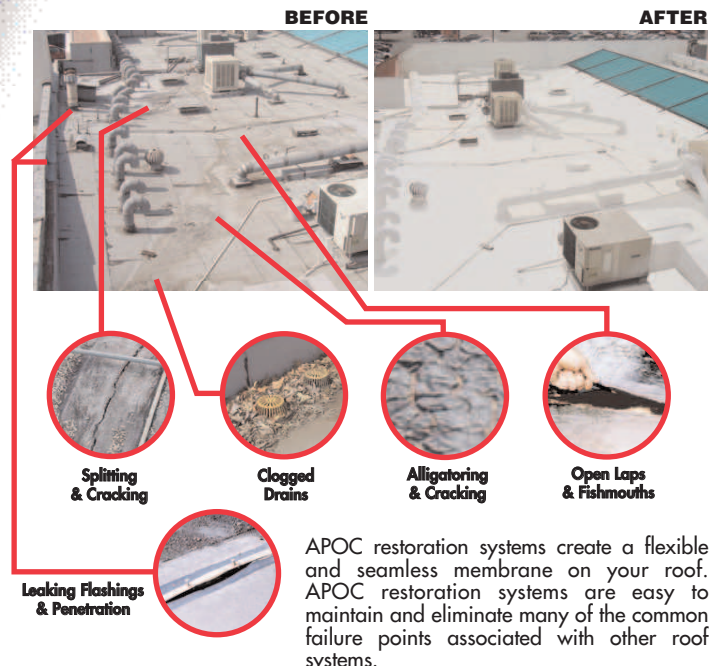 BEFORE
AFTER
Splitting
& Cracking
Clogged
Drains
Alligatoring
& Cracking
Open Laps
& Fishmouths
Leaking Flashings
& Penetration
APOC restoration systems create a flexible
and seamless membrane on your roof.
APOC restoration systems are easy to
maintain and eliminate many of the common
failure points associated with other roof
systems.